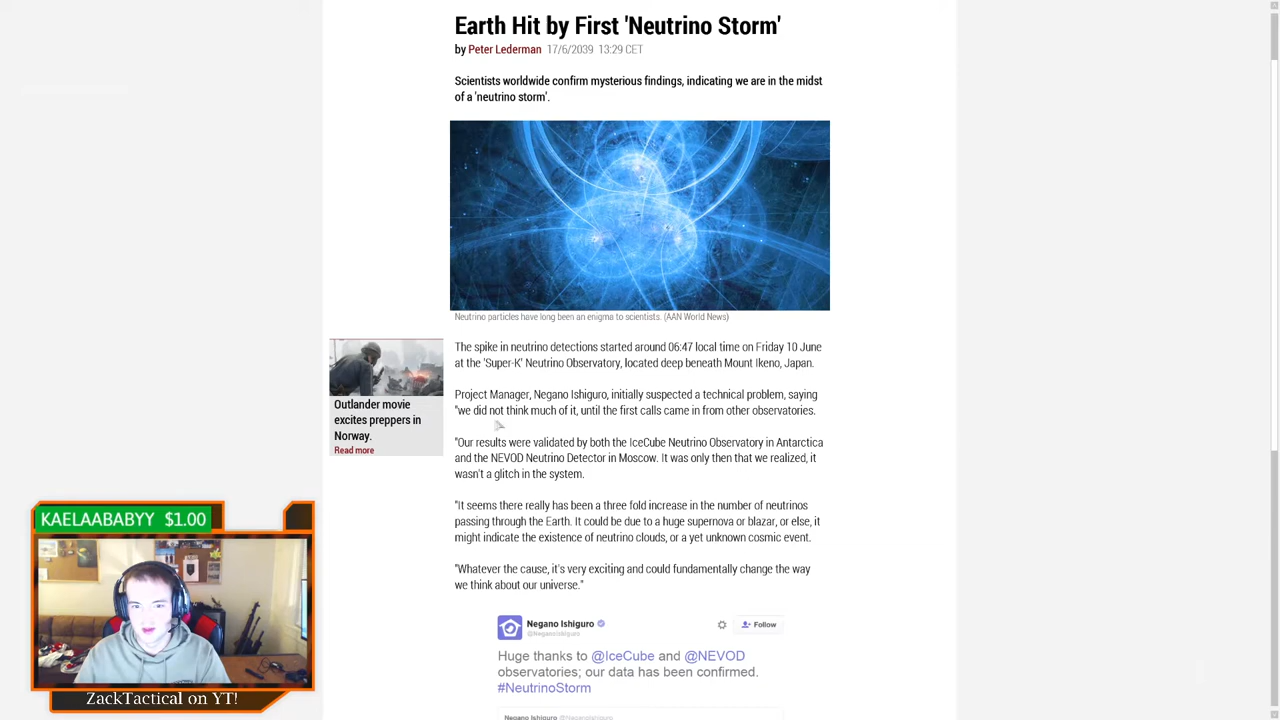 Earth Hit by First 'Neutrino Storm'
by Peter Lederman 17/6/2039 13:29 CET
Scientists worldwide confirm mysterious findings, indicating we are in the midst
of a 'neutrino storm'.
Neutrino particles have long been an enigma to scientists. (AAN World News)
The spike in neutrino detections started around 06:47 local time on Friday 10 June
at the 'Super-K' Neutrino Observatory, located deep beneath Mount Ikeno, Japan.
Project Manager, Negano Ishiguro, initially suspected a technical problem, saying
"we did not think much of it, until the first calls came in from other observatories.
"Our results were validated by both the IceCube Neutrino Observatory in Antarctica
and the NEVOD Neutrino Detector in Moscow. It was only then that we realized, it
wasn't a glitch in the system.
"It seems there really has been a three fold increase in the number of neutrinos
passing through the Earth. It could be due to a huge supernova or blazar, or else, it
might indicate the existence of neutrino clouds, or a yet unknown cosmic event.
"Whatever the cause, it's very exciting and could fundamentally change the way
we think about our universe."
Outlander movie
excites preppers in
Norway.
Read more
Negano Ishiguro
@NeganoIshiguro
Follow
Huge thanks to @IceCube and @NEVOD
observatories; our data has been confirmed.
#NeutrinoStorm
Negano Ishiguro @NeganoIshiguro
KAELAABABYY $1.00
ZackTactical on YT!